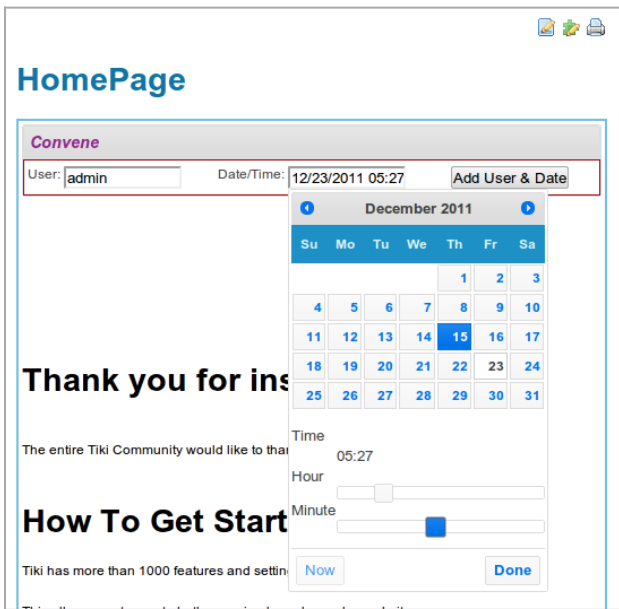 HomePage
Convene
User: admin Date/Time: 12/23/2011 05:27 Add User & Date
December 2011
Su Mo Tu We Th Fr Sa
1 2 3
4 5 6 7 8 9 10
11 12 13 14 15 16 17
18 19 20 21 22 23 24
25 26 27 28 29 30 31
Time
05:27
Hour
Minute
Now Done
Thank you for ins
The entire Tiki Community would like to tha
How To Get Start
Tiki has more than 1000 features and settin